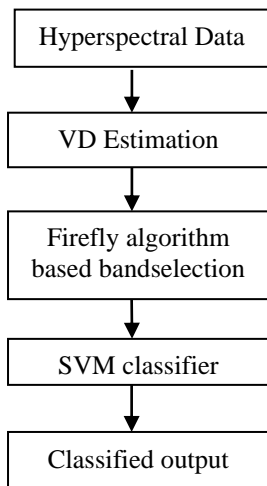 Hyperspectral Data
VD Estimation
Firefly algorithm
based bandselection
SVM classifier
Classified output